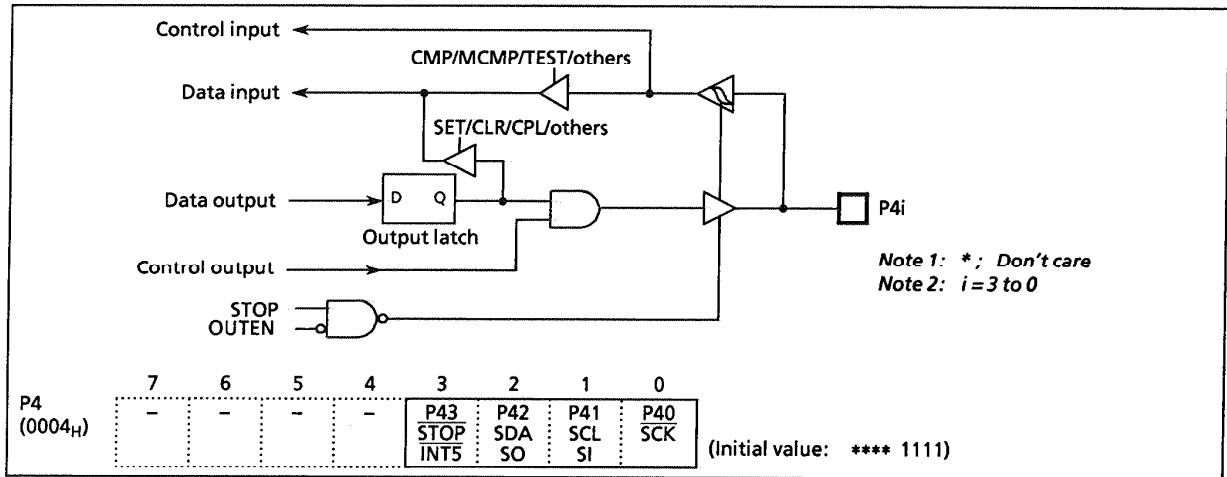 Control input
CMP/MCMP/TEST/others
Data input
SET/CLR/CPL/others
Data output
D Q
P4i
Output latch
Control output
Note 1: * ; Don't care
Note 2: i = 3 to 0
STOP
OUTEN
7 6 5 4 3 2 1 0
P4 – – – – P43 P42 P41 P40
(0004H) STOP SDA SCL SCK
INT5 SO SI (Initial value: **** 1111)